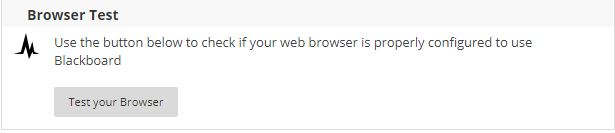 Browser Test
Use the button below to check if your web browser is properly configured to use
Blackboard
Test your Browser